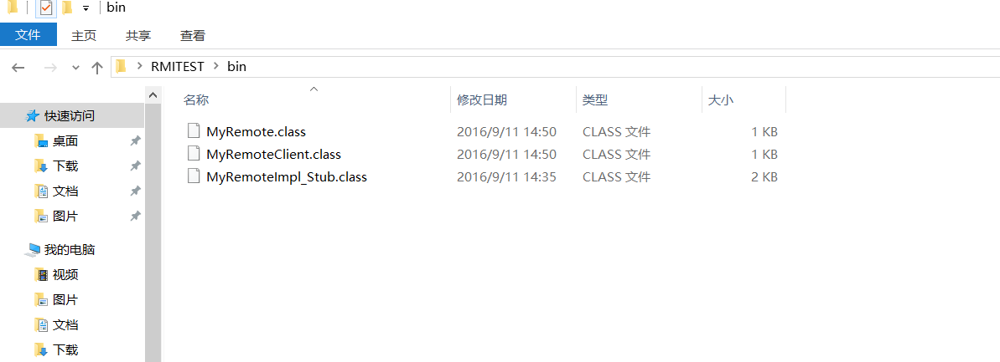 bin
文件 主页 共享 查看
RMITEST bin
名称 修改日期 类型 大小
快速访问
桌面
下载
文档
图片
我的电脑
视频
图片
文档
下载
MyRemote.class 2016/9/11 14:50 CLASS 文件 1 KB
MyRemoteClient.class 2016/9/11 14:50 CLASS 文件 1 KB
MyRemoteImpl_Stub.class 2016/9/11 14:35 CLASS 文件 2 KB